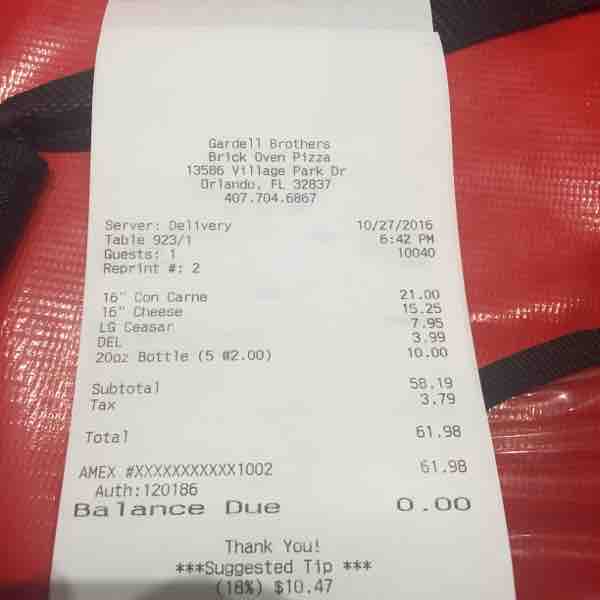 Gardell Brothers
Brick Oven Pizza
13586 Village Park Dr
Orlando, FL 32837
407.704.6867
Server: Delivery 10/27/2016
Table 923/1 6:42 PM
Guests: 1 10040
Reprint #: 2
16" Con Carne 21.00
16" Cheese 15.25
LG Ceasar 7.95
DEL 3.99
20oz Bottle (5 @2.00) 10.00
Subtotal 58.19
Tax 3.79
Total 61.98
AMEX #XXXXXXXXXXX1002 61.98
Auth:120186
Balance Due 0.00
Thank You!
***Suggested Tip ***
(18%) $10.47